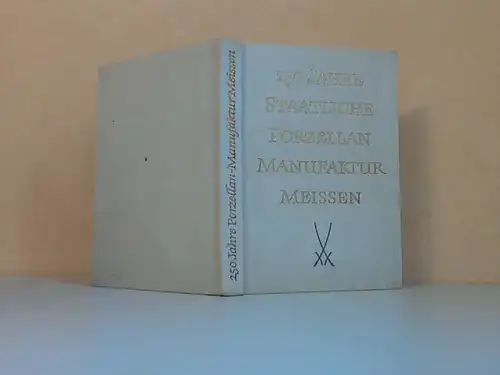 250 Jahre Porzellan-Manufaktur Meissen
250 JAHRE
STAATLICHE
PORZELLAN
MANUFAKTUR
MEISSEN